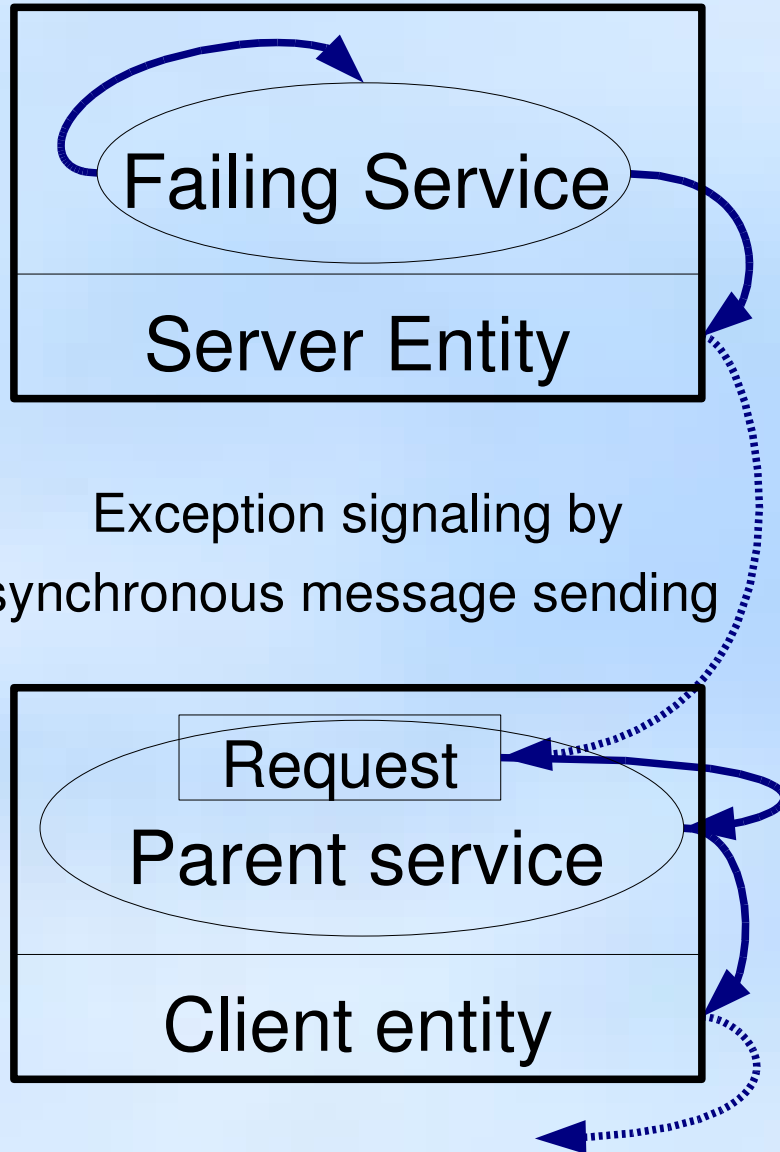 Failing Service
Server Entity
Exception signaling by
synchronous message sending
Request
Parent service
Client entity